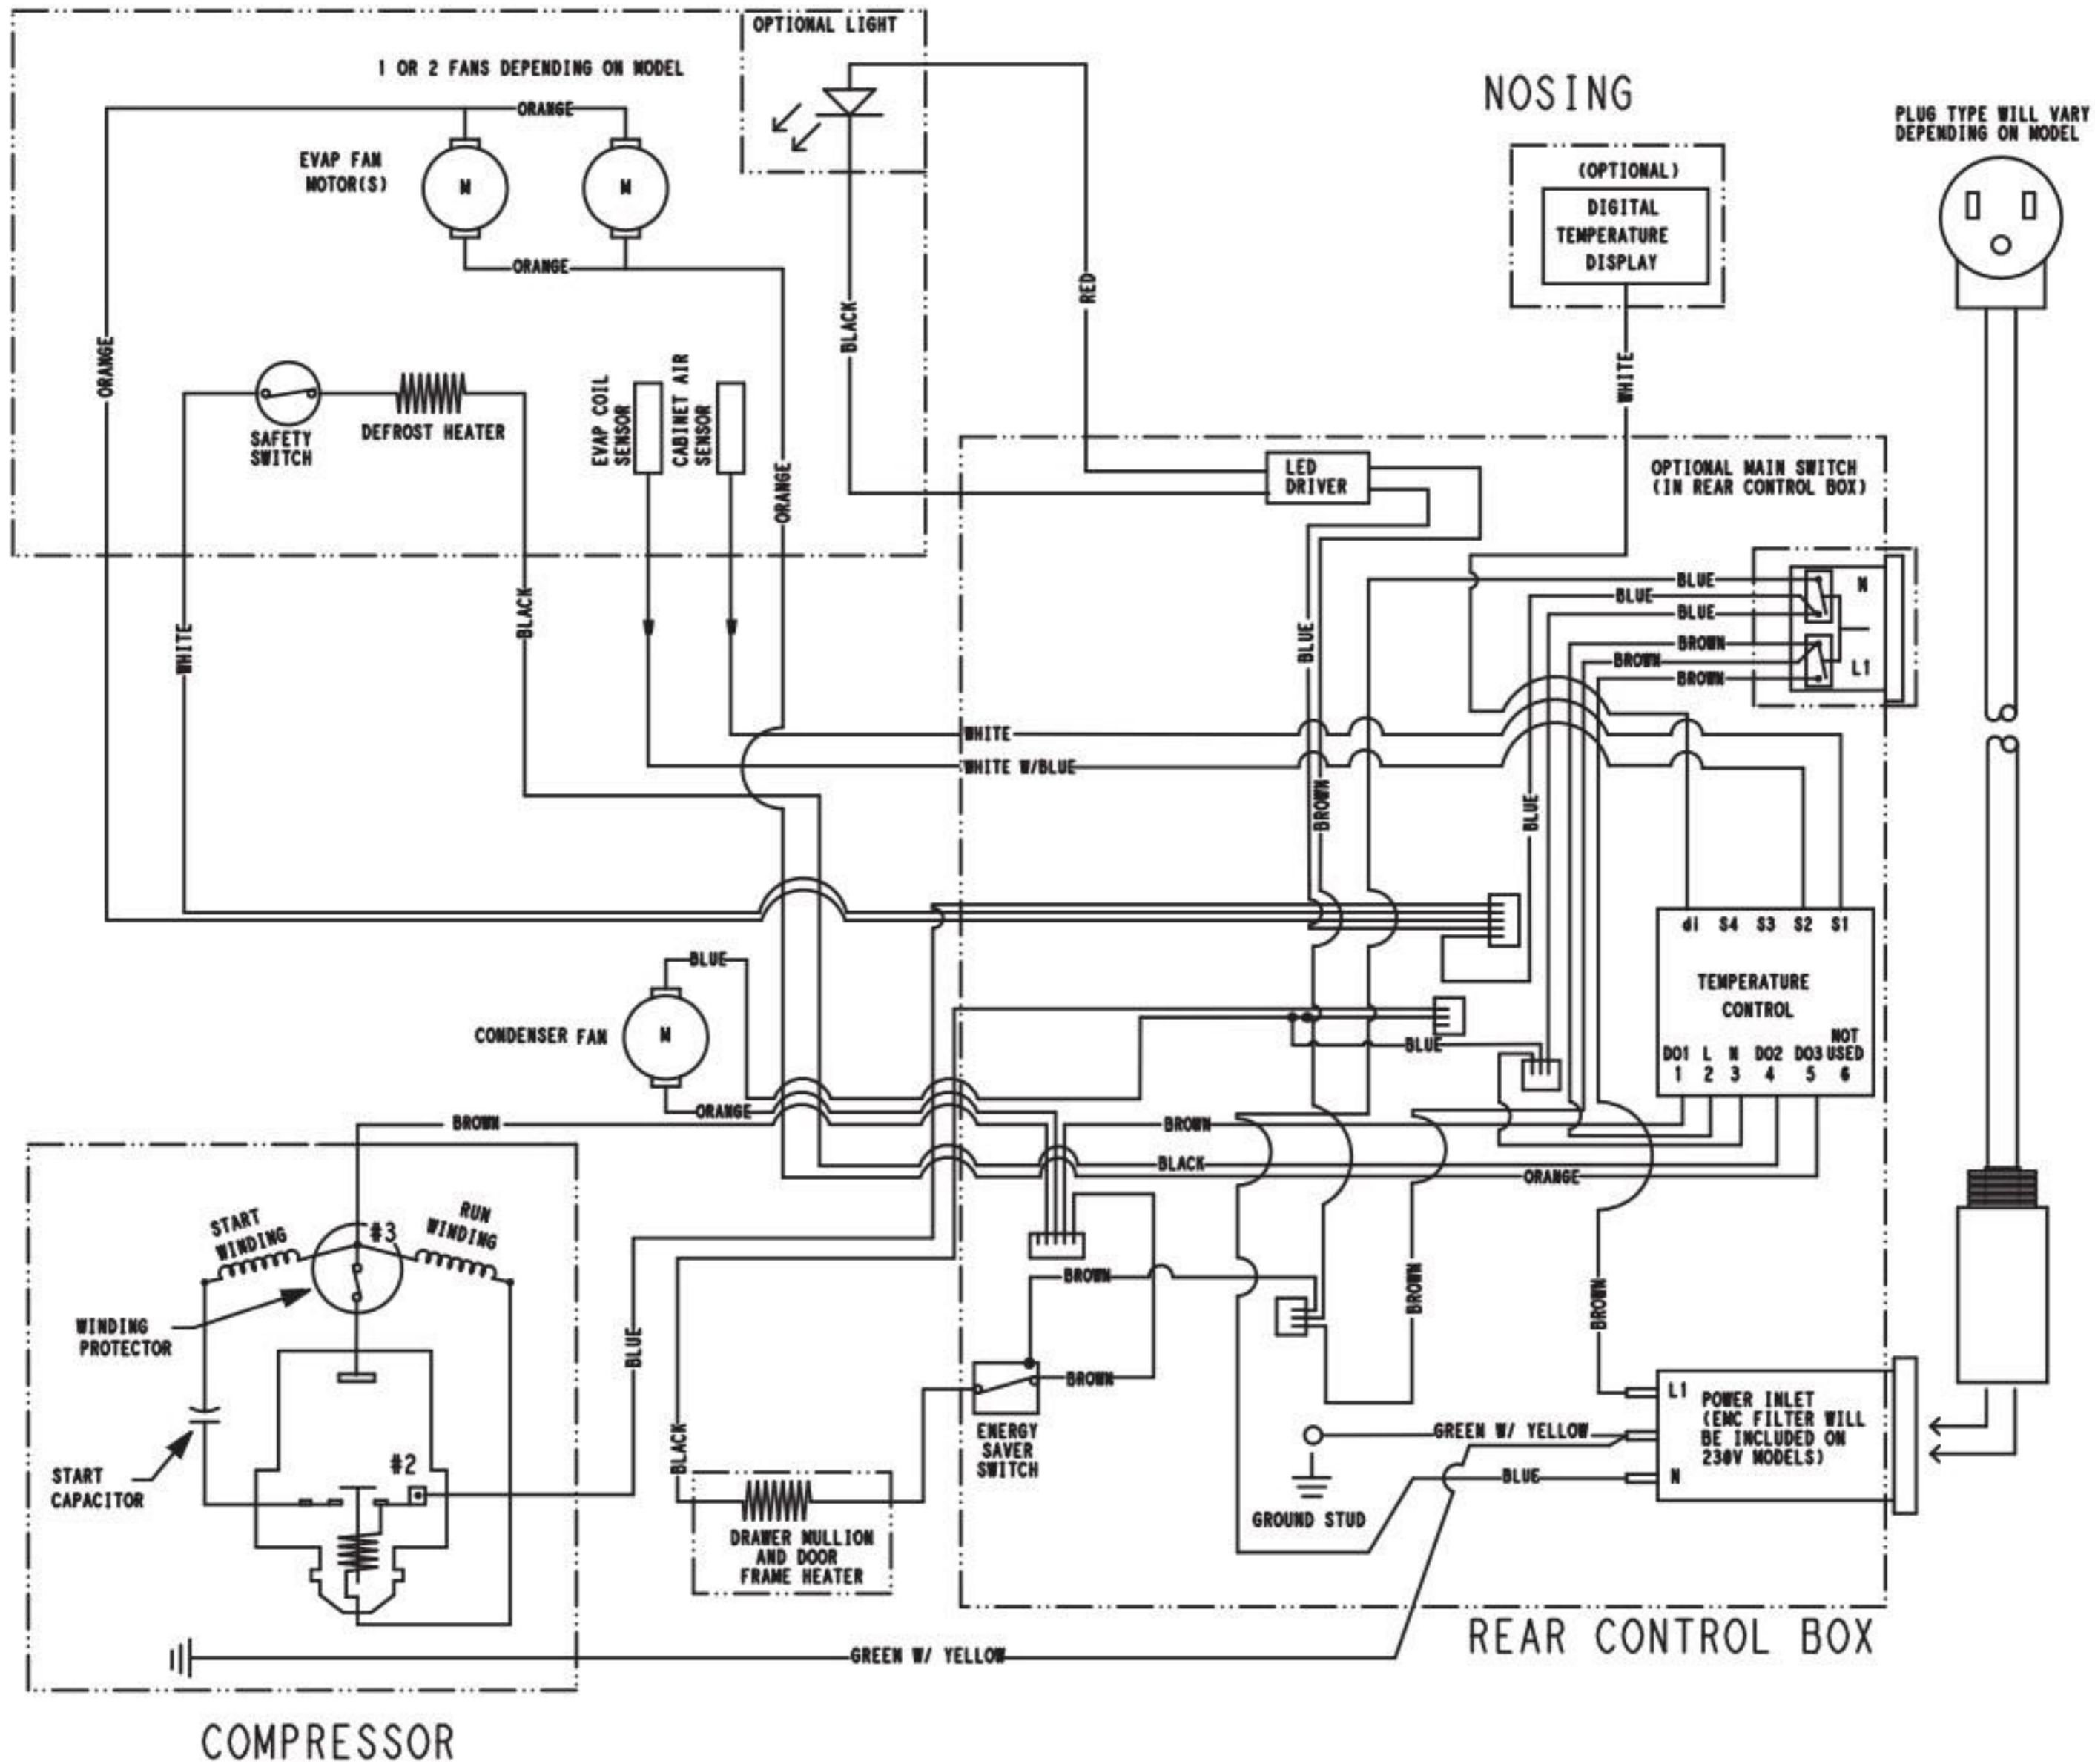 OPTIONAL LIGHT
1 OR 2 FANS DEPENDING ON MODEL
NOSING
PLUG TYPE WILL VARY
DEPENDING ON MODEL
ORANGE
EVAP FAN
MOTOR(S)
M
M
(OPTIONAL)
DIGITAL
TEMPERATURE
DISPLAY
ORANGE
RED
BLACK
ORANGE
WHITE
SAFETY
SWITCH
DEFROST HEATER
EVAP COIL
SENSOR
CABINET AIR
SENSOR
ORANGE
LED
DRIVER
OPTIONAL MAIN SWITCH
(IN REAR CONTROL BOX)
BLUE
BLUE
BLUE
N
BROWN
BROWN
BROWN
L1
WHITE
BLACK
BLUE
WHITE
WHITE W/BLUE
BROWN
BLUE
di S4 S3 S2 S1
TEMPERATURE
CONTROL
NOT
DO1 L N DO2 DO3 USED
1 2 3 4 5 6
BLUE
CONDENSER FAN
M
BLUE
ORANGE
BROWN
BROWN
BLACK
ORANGE
START
WINDING
#3
RUN
WINDING
BROWN
BROWN
BROWN
WINDING
PROTECTOR
BLUE
BROWN
ENERGY
SAVER
SWITCH
L1
POWER INLET
(EMC FILTER WILL
BE INCLUDED ON
230V MODELS)
N
GREEN W/ YELLOW
BLUE
GROUND STUD
BLACK
START
CAPACITOR
#2
DRAWER MULLION
AND DOOR
FRAME HEATER
REAR CONTROL BOX
GREEN W/ YELLOW
COMPRESSOR